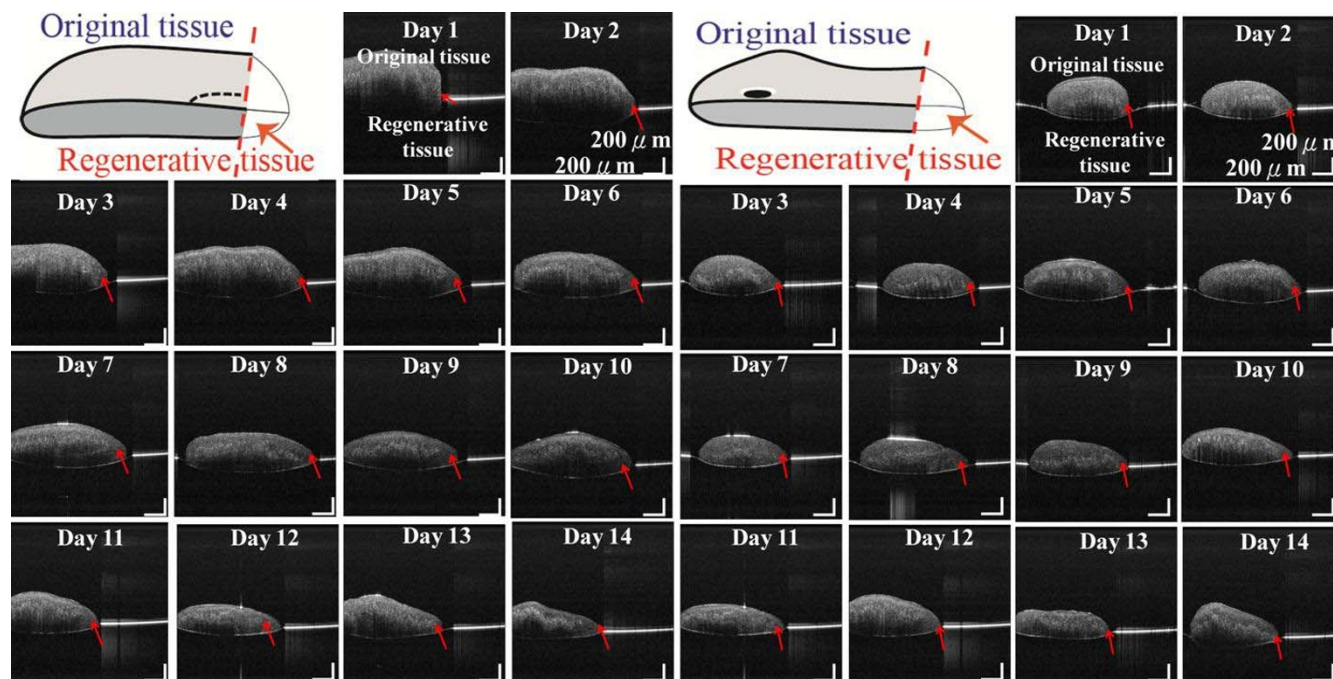 Original tissue
Regenerative tissue
Day 1
Original tissue
Regenerative
tissue
Day 2
200 μm
200 μm
Original tissue
Regenerative tissue
Day 1
Original tissue
Regenerative
tissue
Day 2
200 μm
200 μm
Day 3
Day 4
Day 5
Day 6
Day 3
Day 4
Day 5
Day 6
Day 7
Day 8
Day 9
Day 10
Day 7
Day 8
Day 9
Day 10
Day 11
Day 12
Day 13
Day 14
Day 11
Day 12
Day 13
Day 14